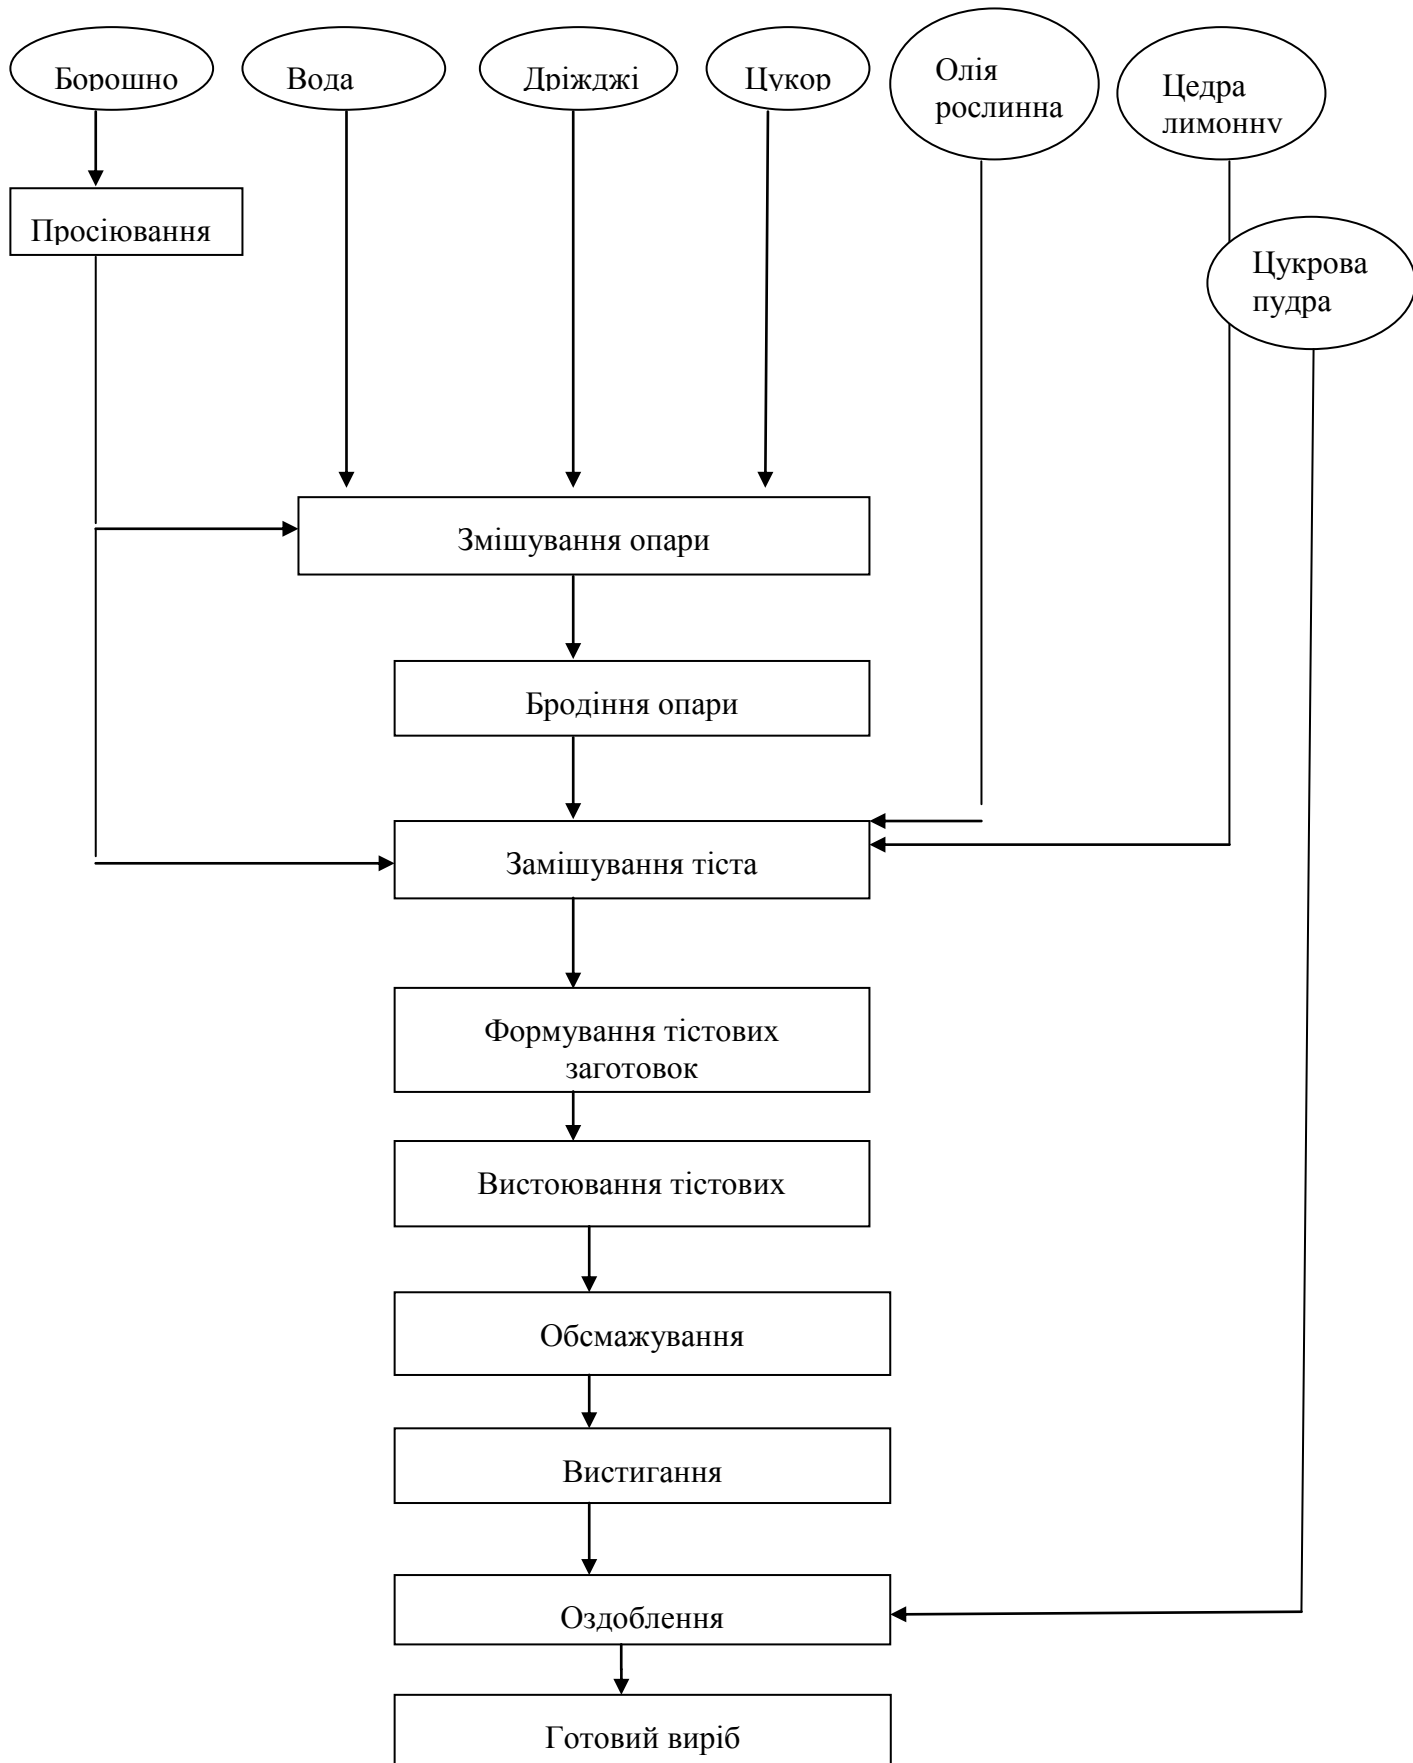 Борошно
Вода
Дріжджі
Цукор
Олія
рослинна
Цедра
лимонну
Просіювання
Цукрова
пудра
Змішування опари
Бродіння опари
Замішування тіста
Формування тістових
заготовок
Вистоювання тістових
Обсмажування
Вистигання
Оздоблення
Готовий виріб